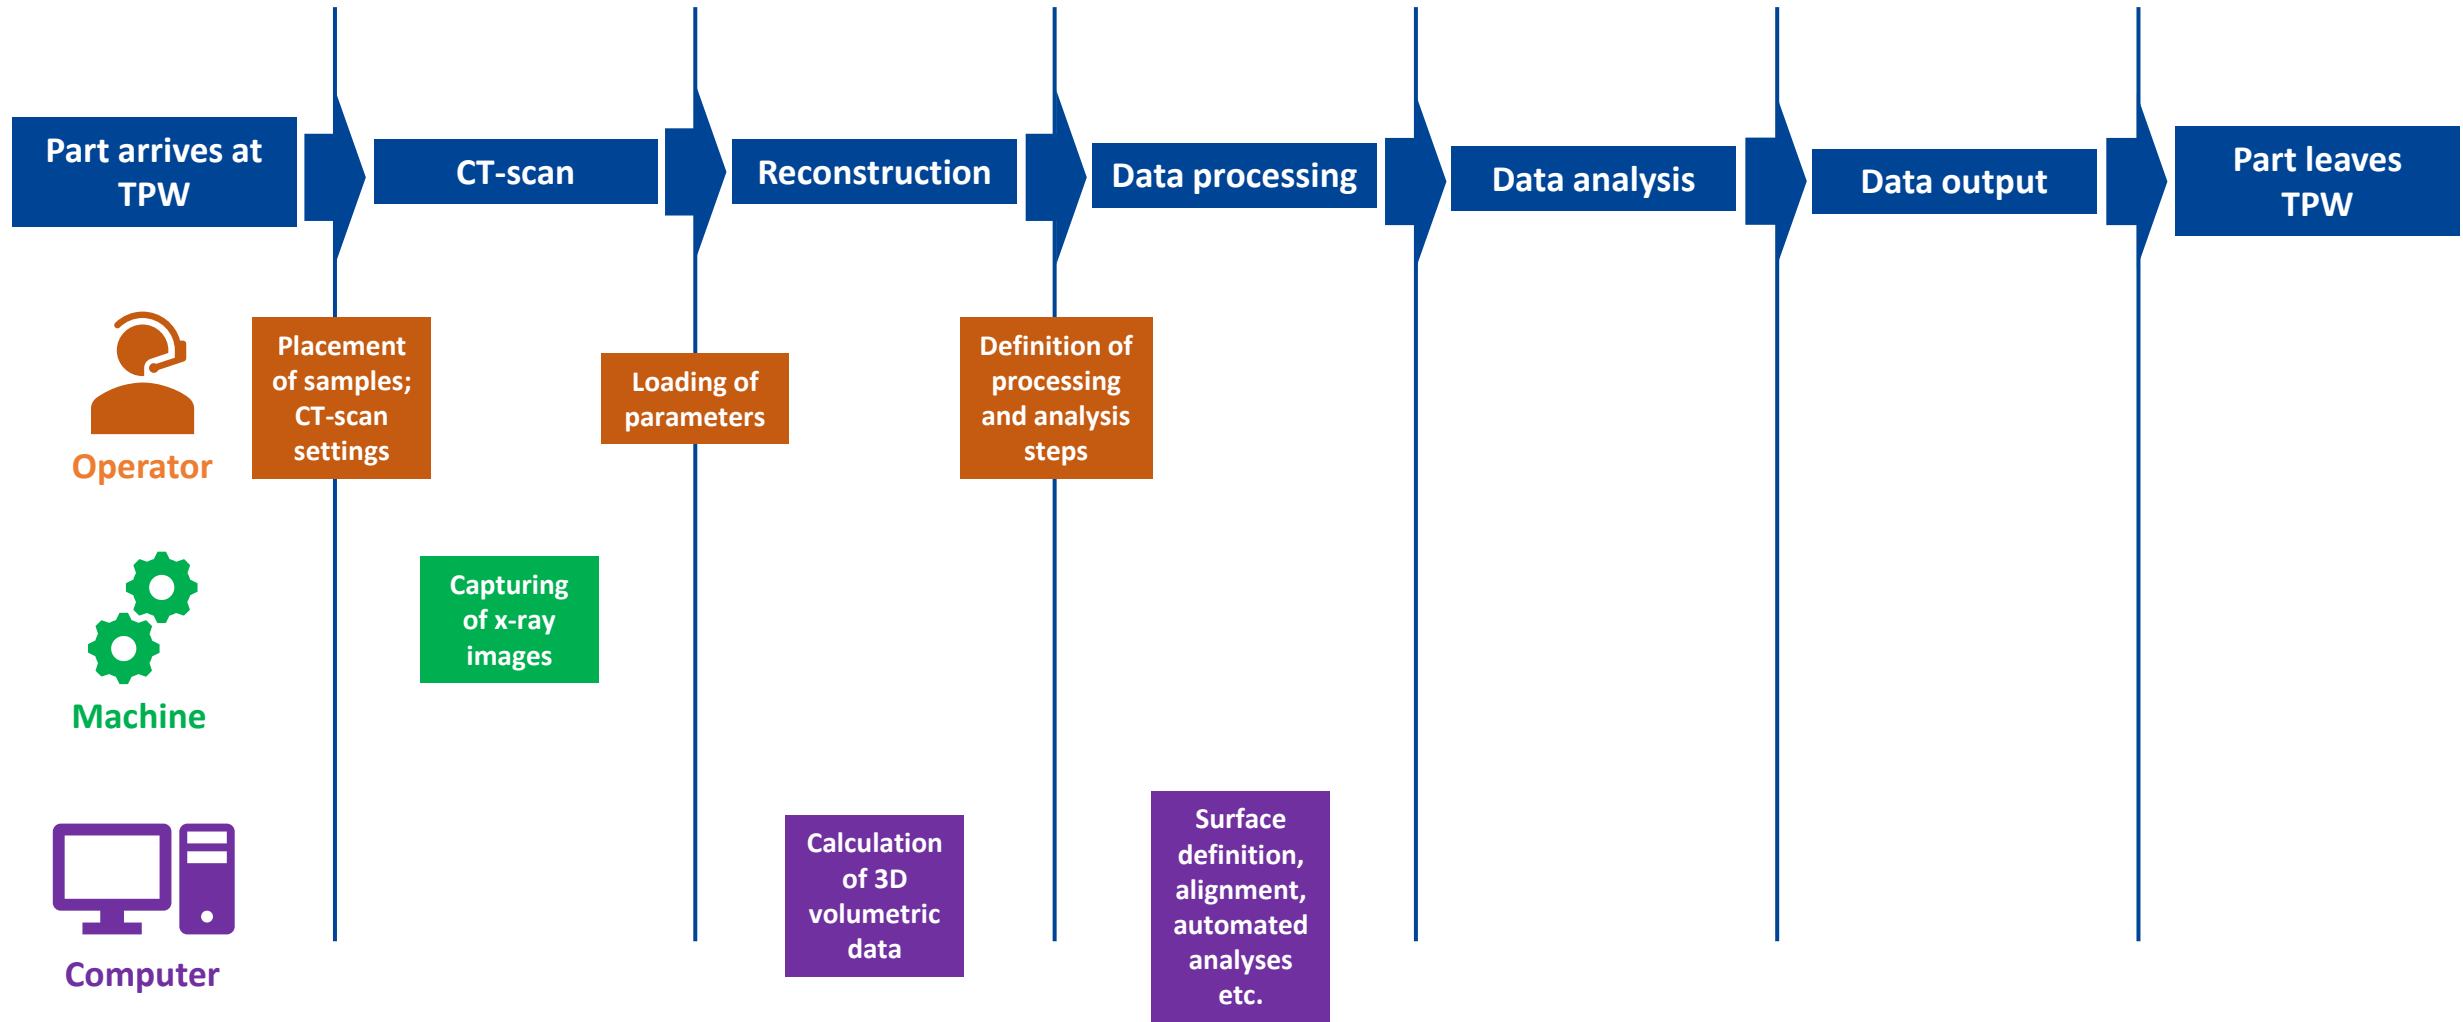 Part arrives at
TPW
CT-scan
Reconstruction
Data processing
Data analysis
Data output
Part leaves
TPW
Operator
Placement
of samples;
CT-scan
settings
Loading of
parameters
Definition of
processing
and analysis
steps
Machine
Capturing
of x-ray
images
Computer
Calculation
of 3D
volumetric
data
Surface
definition,
alignment,
automated
analyses
etc.